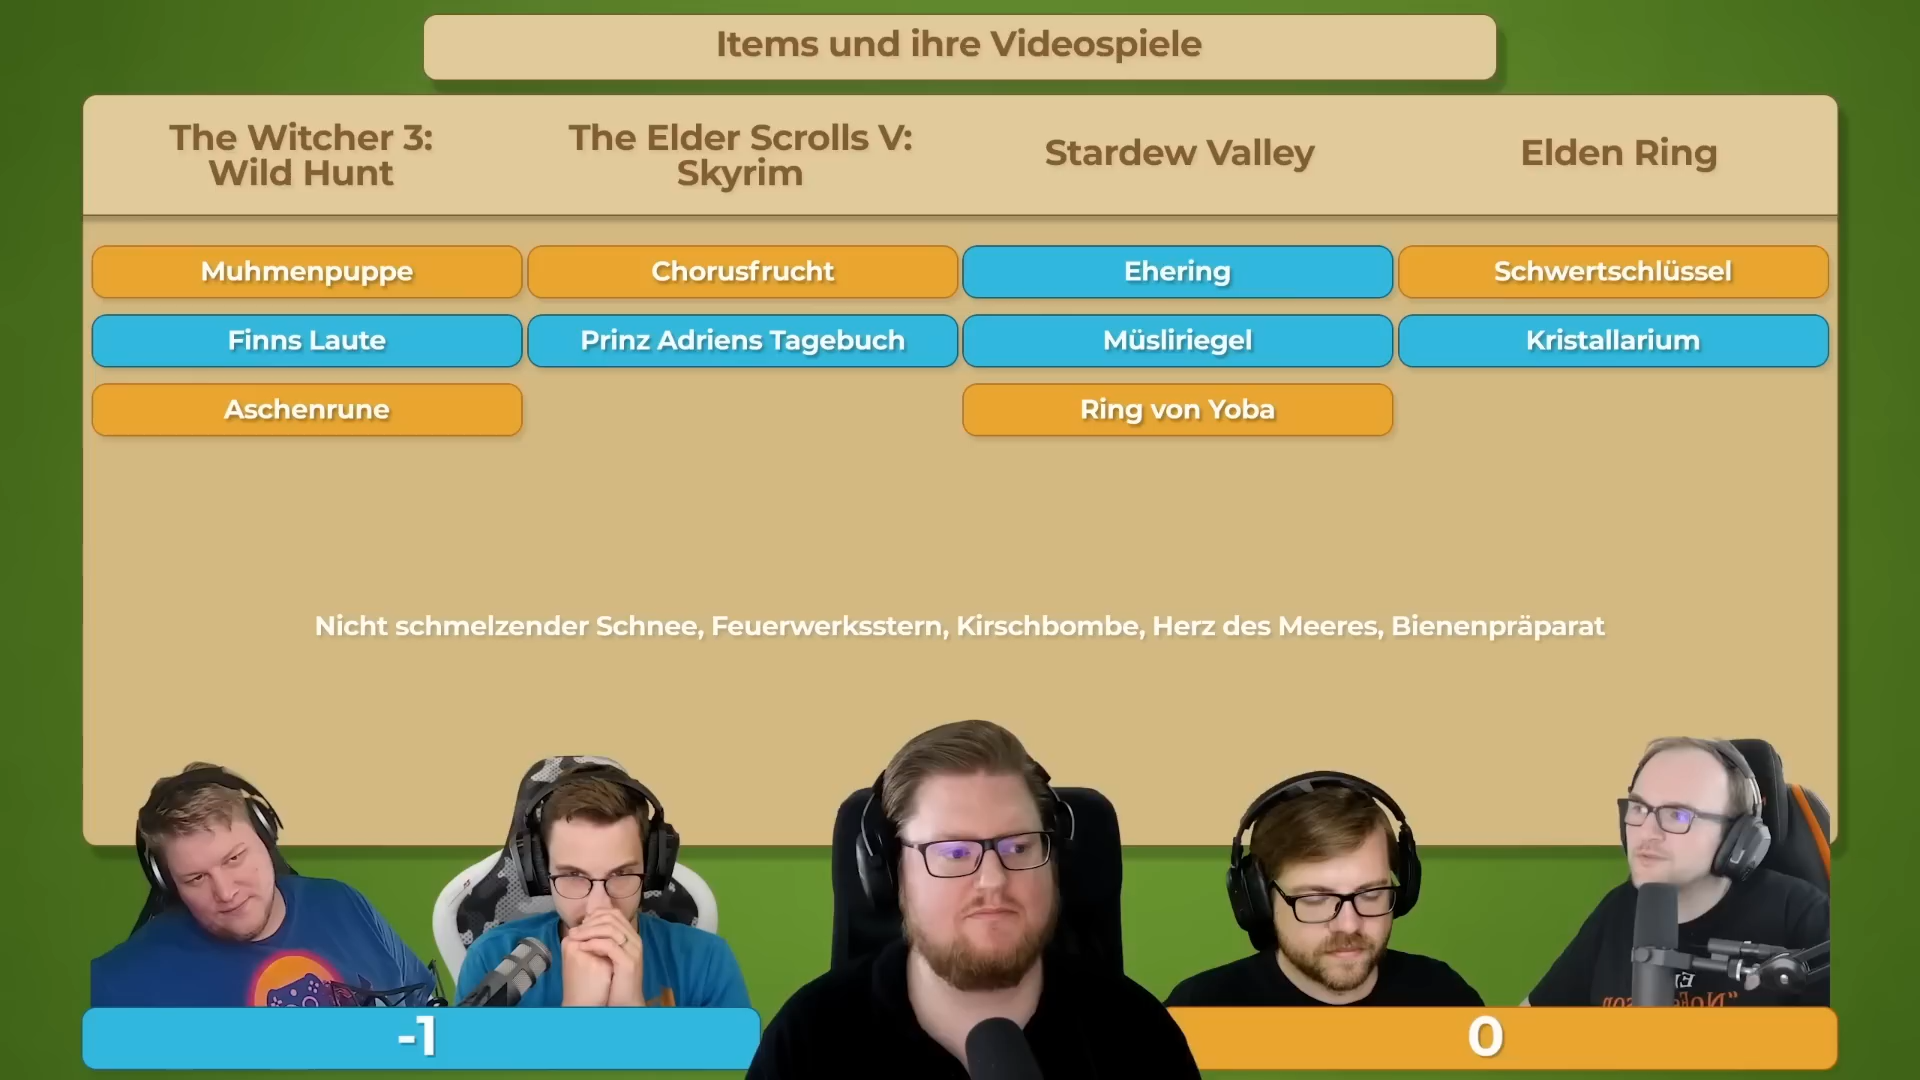 Items und ihre Videospiele
The Witcher 3:
Wild Hunt
The Elder Scrolls V:
Skyrim
Stardew Valley
Elden Ring
Muhmenpuppe
Chorusfrucht
Ehering
Schwertschlüssel
Finns Laute
Prinz Adriens Tagebuch
Müsliriegel
Kristallarium
Aschenrune
Ring von Yoba
Nicht schmelzender Schnee, Feuerwerksstern, Kirschbombe, Herz des Meeres, Bienenpräparat
-1
0